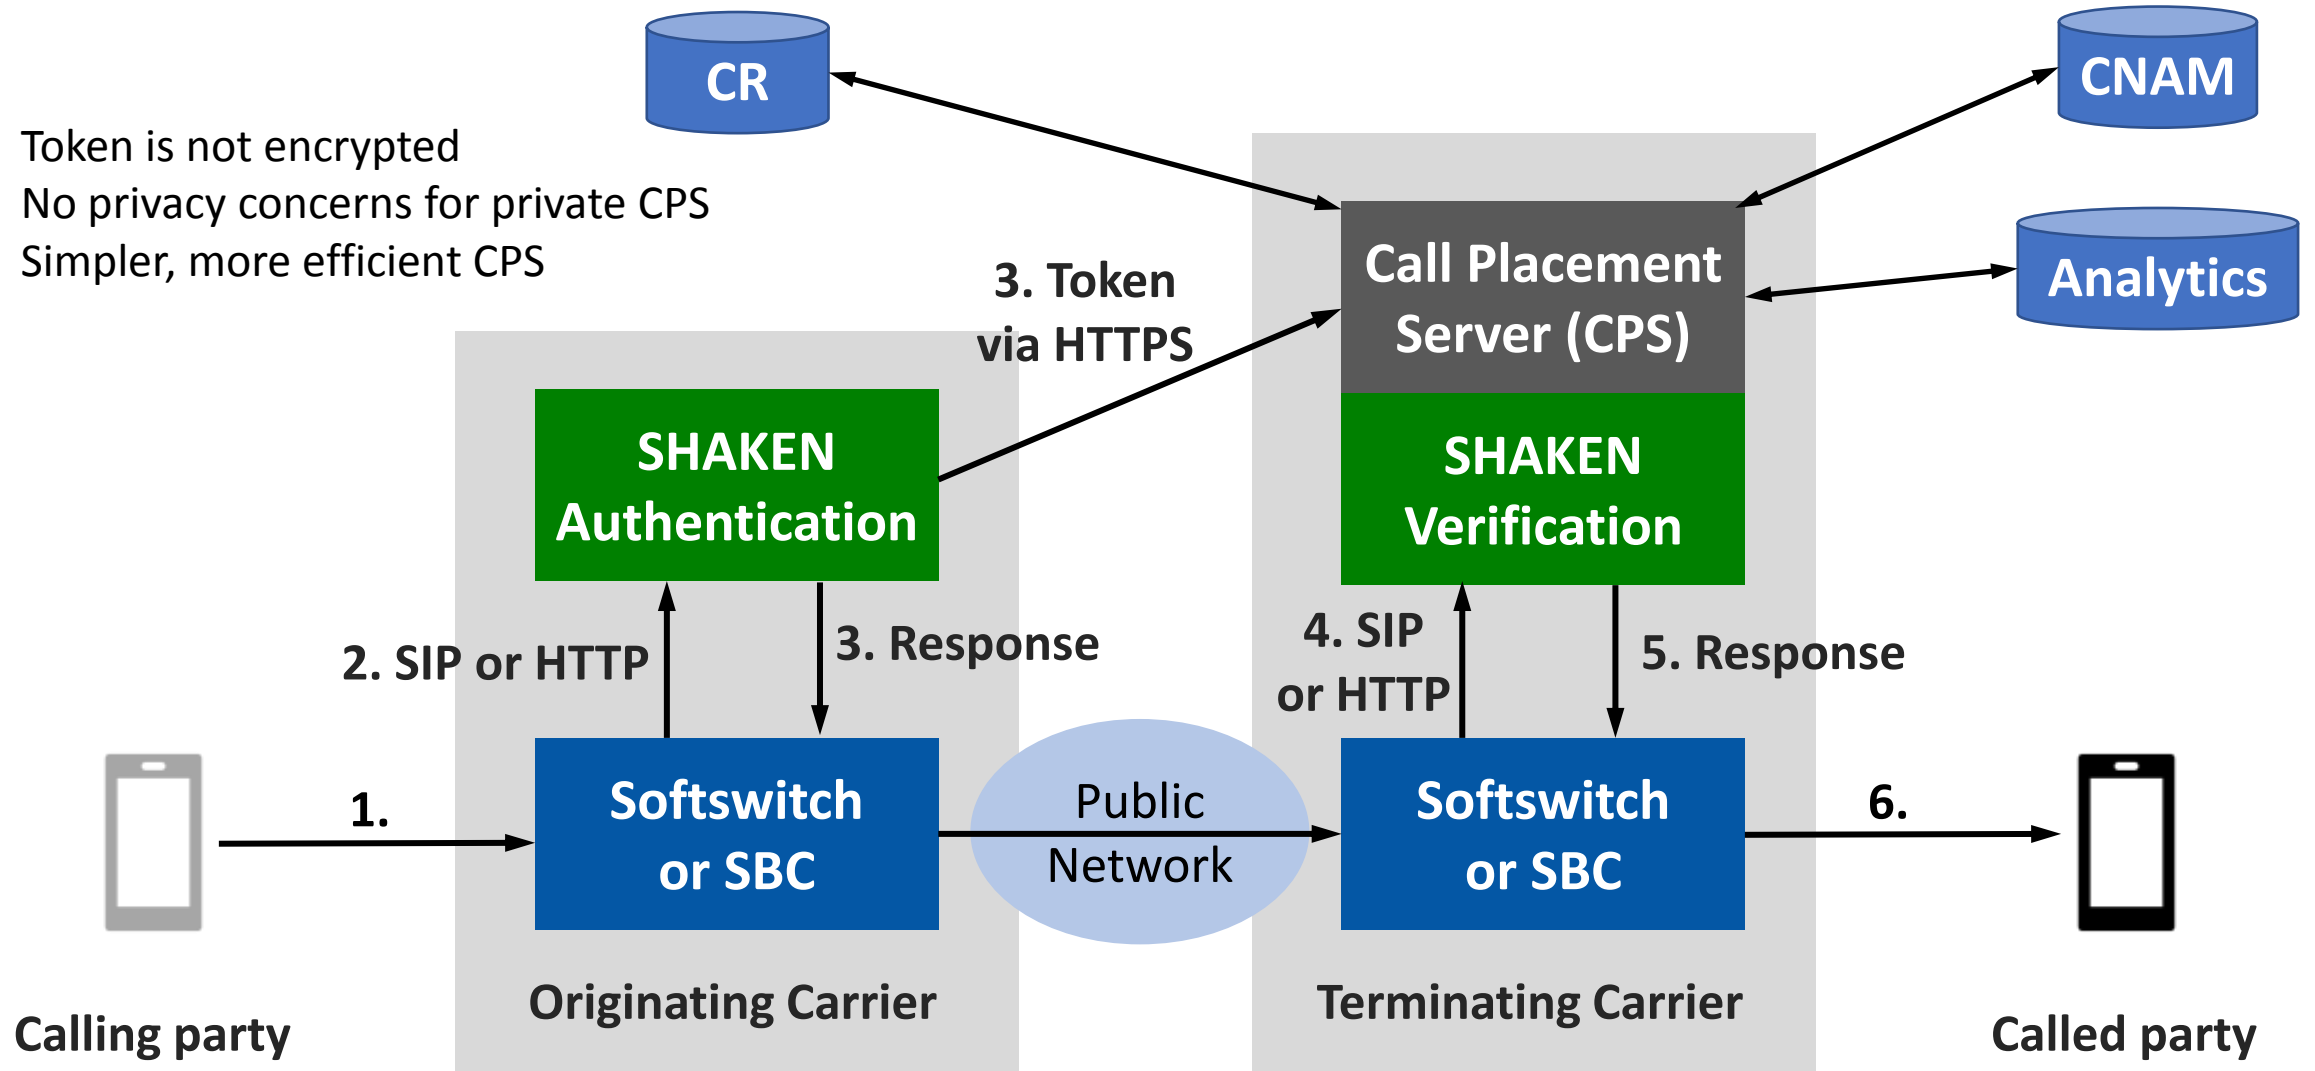 CR
CNAM
Token is not encrypted
No privacy concerns for private CPS
Simpler, more efficient CPS
3. Token
via HTTPS
Call Placement
Server (CPS)
Analytics
SHAKEN
Authentication
SHAKEN
Verification
2. SIP or HTTP
3. Response
4. SIP
or HTTP
5. Response
1.
Softswitch
or SBC
Public
Network
Softswitch
or SBC
6.
Calling party
Originating Carrier
Terminating Carrier
Called party